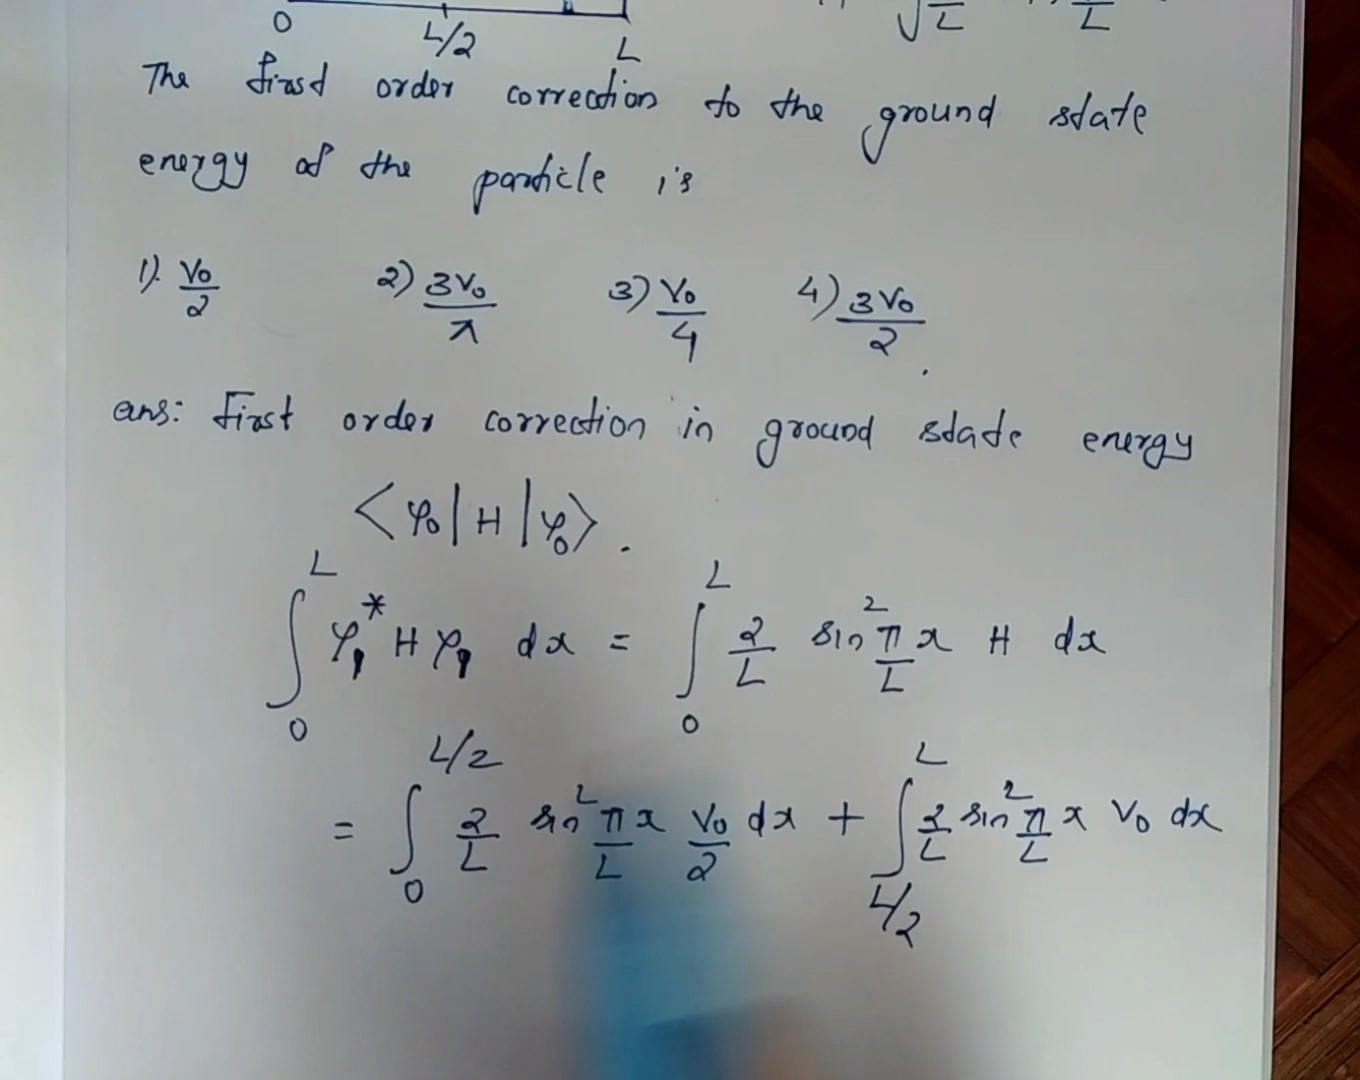 0 L/2 L √ L L
The first order correction to the ground state
energy of the particle is
1). V₀/2 2) 3V₀/π 3) V₀/4 4) 3V₀/2 .
ans: First order correction in ground state energy
<φ₀|H|φ₀> .
∫₀ᴸ φ₁* H φ₁ dx = ∫₀ᴸ 2/L sin² π/L x H dx
= ∫₀^(L/2) 2/L sin² π/L x V₀/2 dx + ∫_(L/2)^L 2/L sin² π/L x V₀ dx